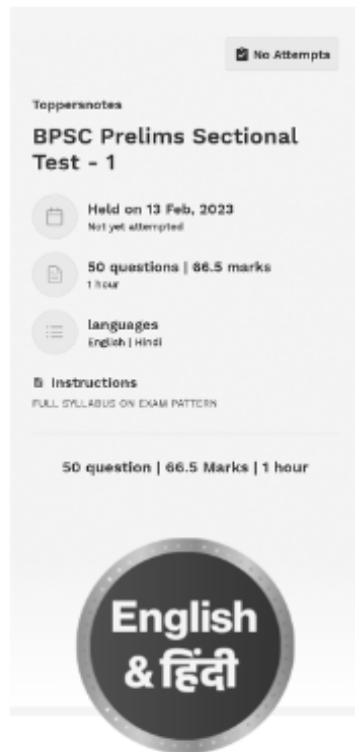 No Attempts
Toppersnotes
BPSC Prelims Sectional
Test - 1
Held on 13 Feb, 2023
Not yet attempted
50 questions | 66.5 marks
1 hour
languages
English | Hindi
Instructions
FULL SYLLABUS ON EXAM PATTERN
50 question | 66.5 Marks | 1 hour
English
& हिंदी